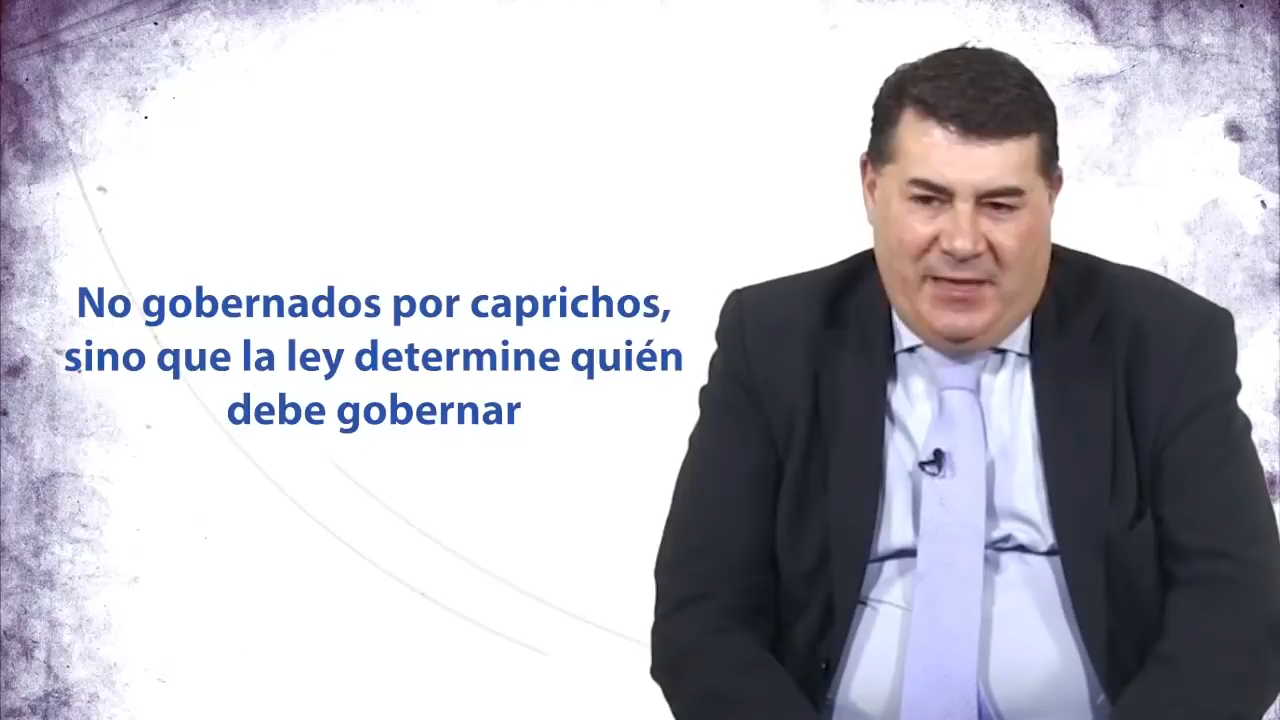 No gobernados por caprichos,
sino que la ley determine quién
debe gobernar